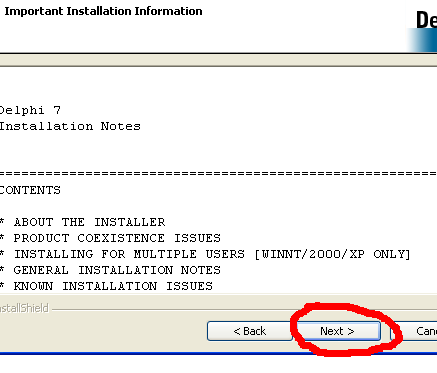 Important Installation Information
De
Delphi 7
Installation Notes
=======================================================
CONTENTS
* ABOUT THE INSTALLER
* PRODUCT COEXISTENCE ISSUES
* INSTALLING FOR MULTIPLE USERS [WINNT/2000/XP ONLY]
* GENERAL INSTALLATION NOTES
* KNOWN INSTALLATION ISSUES
nstallShield
< Back
Next >
Canc